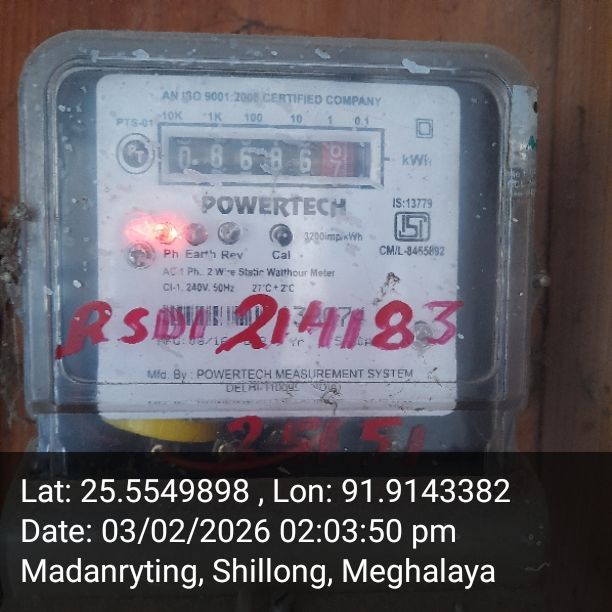 AN ISO 9001:2008 CERTIFIED COMPANY
10K 1K 100 10 1 0.1
PTS-01
0 8 6 8 6
kWh
POWERTECH
IS:13779
3200imp/kWh
CM/L-8455892
Ph Earth Rev Cal
AC 1 Ph. 2 Wire Static Watthour Meter
Cl-1, 240V, 50Hz 27°C ± 2°C
214183
Mfd. By : POWERTECH MEASUREMENT SYSTEM
25151
Lat: 25.5549898 , Lon: 91.9143382
Date: 03/02/2026 02:03:50 pm
Madanryting, Shillong, Meghalaya